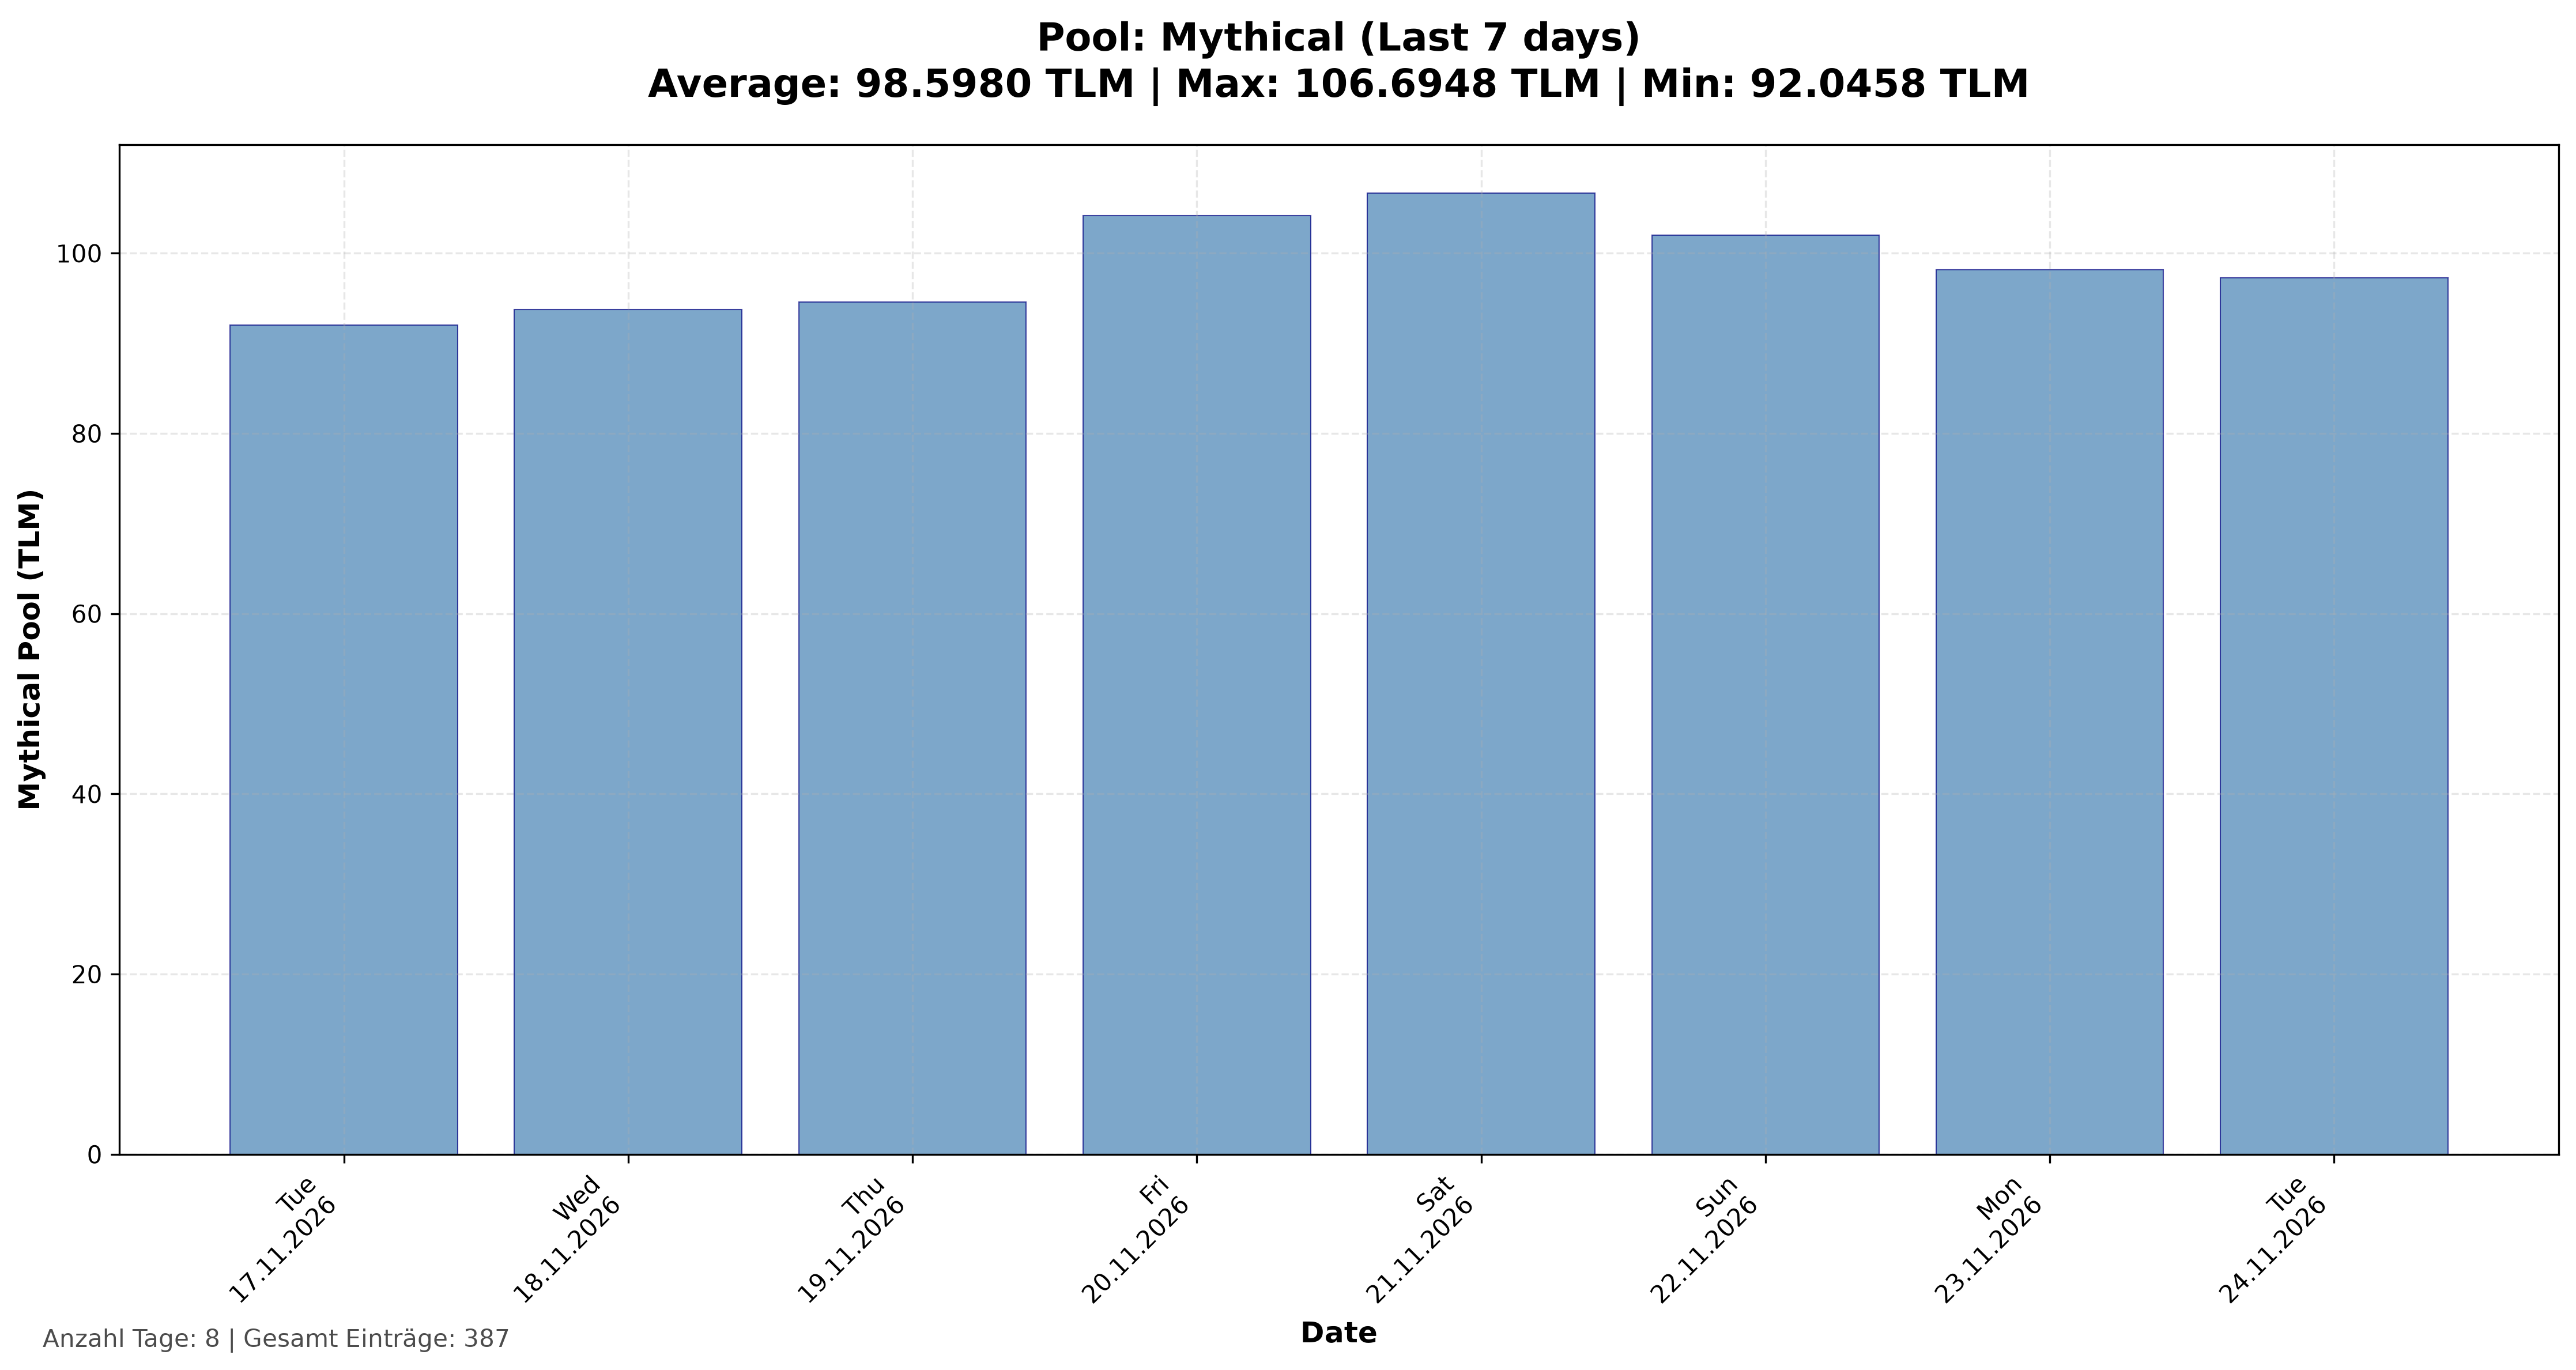 Pool: Mythical (Last 7 days)
Average: 98.5980 TLM | Max: 106.6948 TLM | Min: 92.0458 TLM
Mythical Pool (TLM)
100
80
60
40
20
0
Tue
17.11.2026
Wed
18.11.2026
Thu
19.11.2026
Fri
20.11.2026
Sat
21.11.2026
Sun
22.11.2026
Mon
23.11.2026
Tue
24.11.2026
Date
Anzahl Tage: 8 | Gesamt Einträge: 387